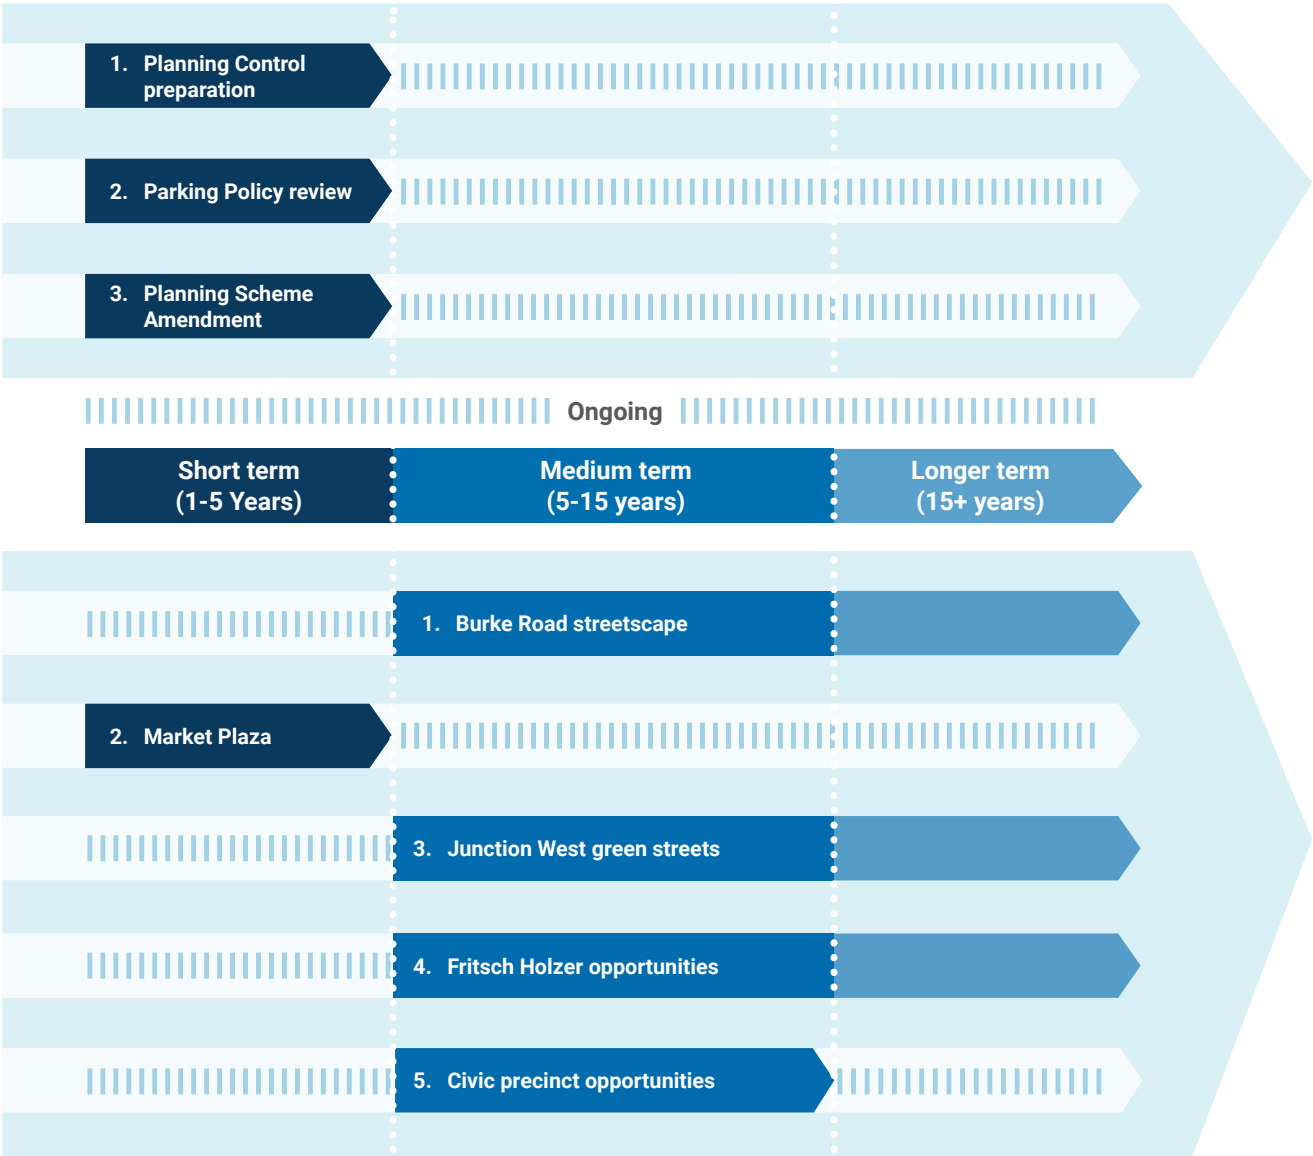 1. Planning Control
preparation
2. Parking Policy review
3. Planning Scheme
Amendment
Ongoing
Short term
(1-5 Years)
Medium term
(5-15 years)
Longer term
(15+ years)
1. Burke Road streetscape
2. Market Plaza
3. Junction West green streets
4. Fritsch Holzer opportunities
5. Civic precinct opportunities